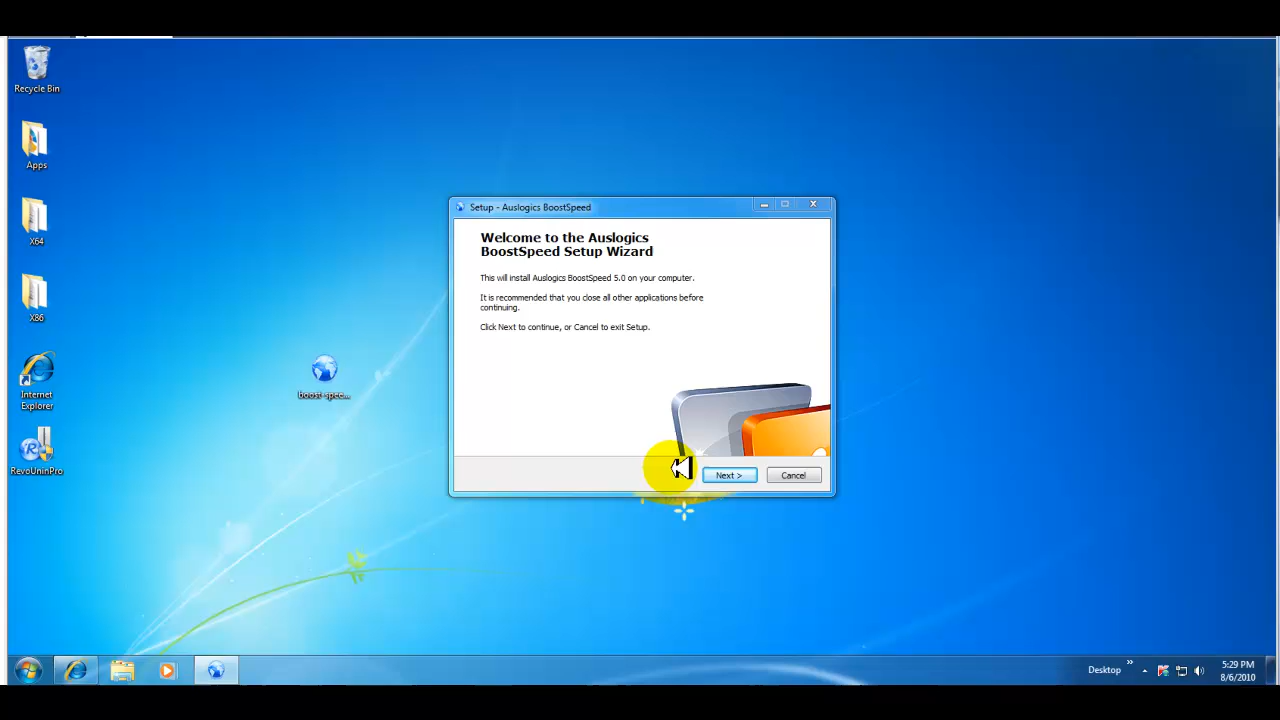 Recycle Bin
Apps
X64
X86
Internet
Explorer
RevoUninPro
boost-spee...
Setup - Auslogics BoostSpeed
Welcome to the Auslogics
BoostSpeed Setup Wizard
This will install Auslogics BoostSpeed 5.0 on your computer.
It is recommended that you close all other applications before
continuing.
Click Next to continue, or Cancel to exit Setup.
Next >
Cancel
Desktop
5:29 PM
8/6/2010